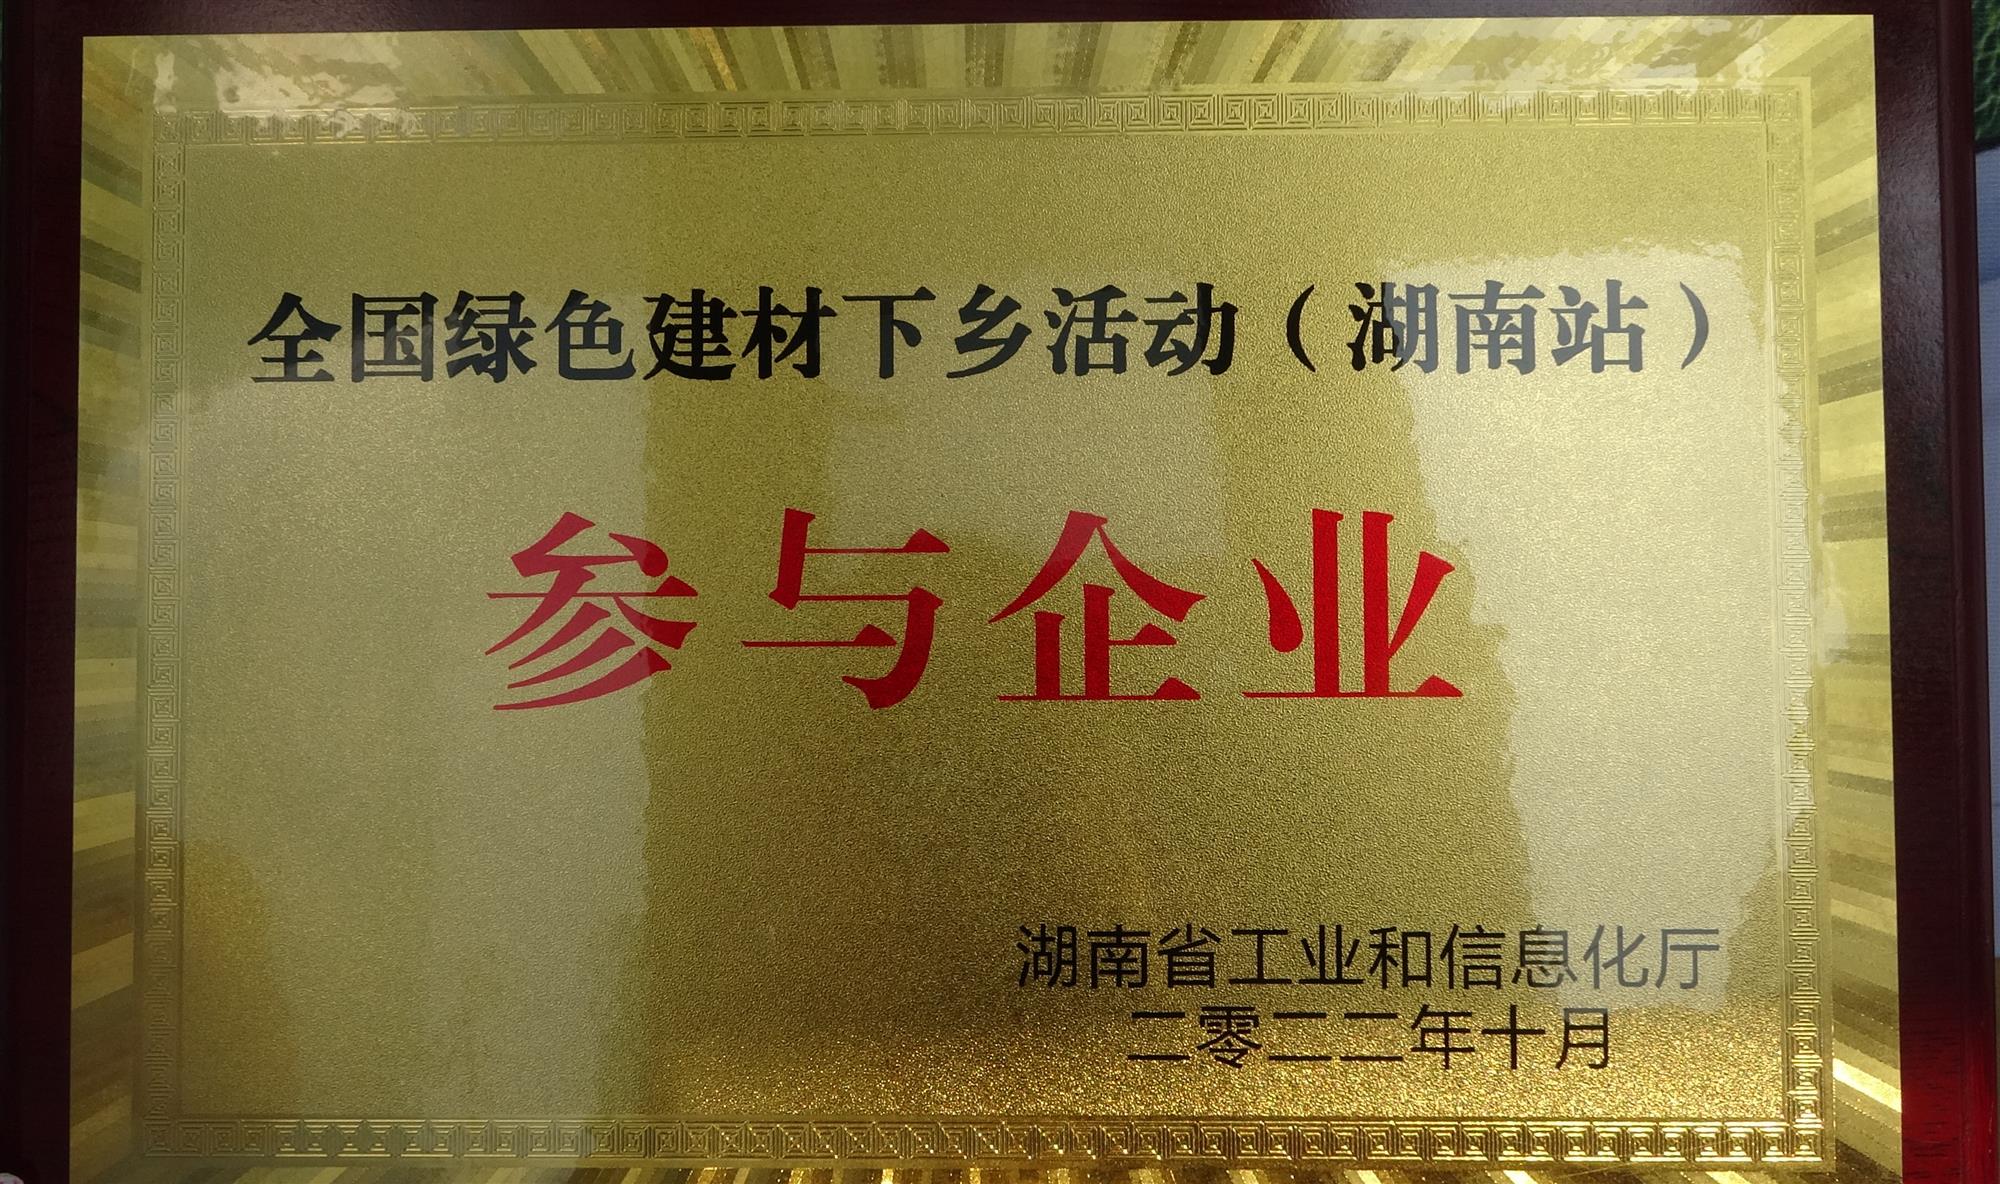 全国绿色建材下乡活动（湖南站）
参与企业
湖南省工业和信息化厅
二零二二年十月